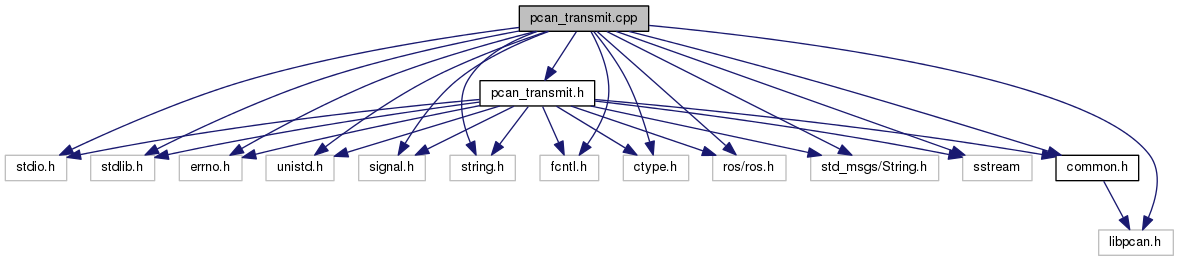 pcan_transmit.cpp
pcan_transmit.h
stdio.h
stdlib.h
errno.h
unistd.h
signal.h
string.h
fcntl.h
ctype.h
ros/ros.h
std_msgs/String.h
sstream
common.h
libpcan.h